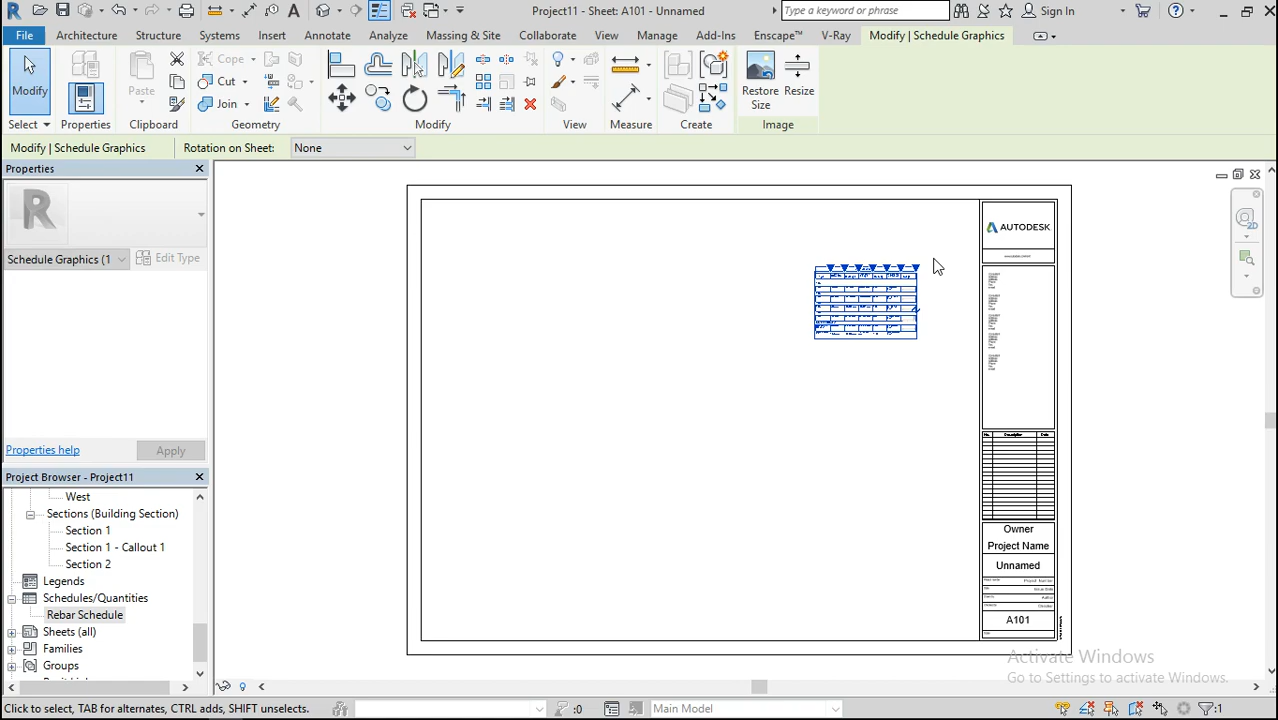 Project11 - Sheet: A101 - Unnamed
Type a keyword or phrase
Sign In
File
Architecture
Structure
Systems
Insert
Annotate
Analyze
Massing & Site
Collaborate
View
Manage
Add-Ins
Enscape™
V-Ray
Modify | Schedule Graphics
Modify
Paste
Cope
Cut
Join
Restore Size
Resize
Select
Properties
Clipboard
Geometry
Modify
View
Measure
Create
Image
Modify | Schedule Graphics
Rotation on Sheet:
None
Properties
Schedule Graphics (1
Edit Type
Properties help
Apply
Project Browser - Project11
West
Sections (Building Section)
Section 1
Section 1 - Callout 1
Section 2
Legends
Schedules/Quantities
Rebar Schedule
Sheets (all)
Families
Groups
AUTODESK
No.
Description
Date
Owner
Project Name
Unnamed
A101
Activate Windows
Go to Settings to activate Windows.
Click to select, TAB for alternates, CTRL adds, SHIFT unselects.
:0
Main Model
:1